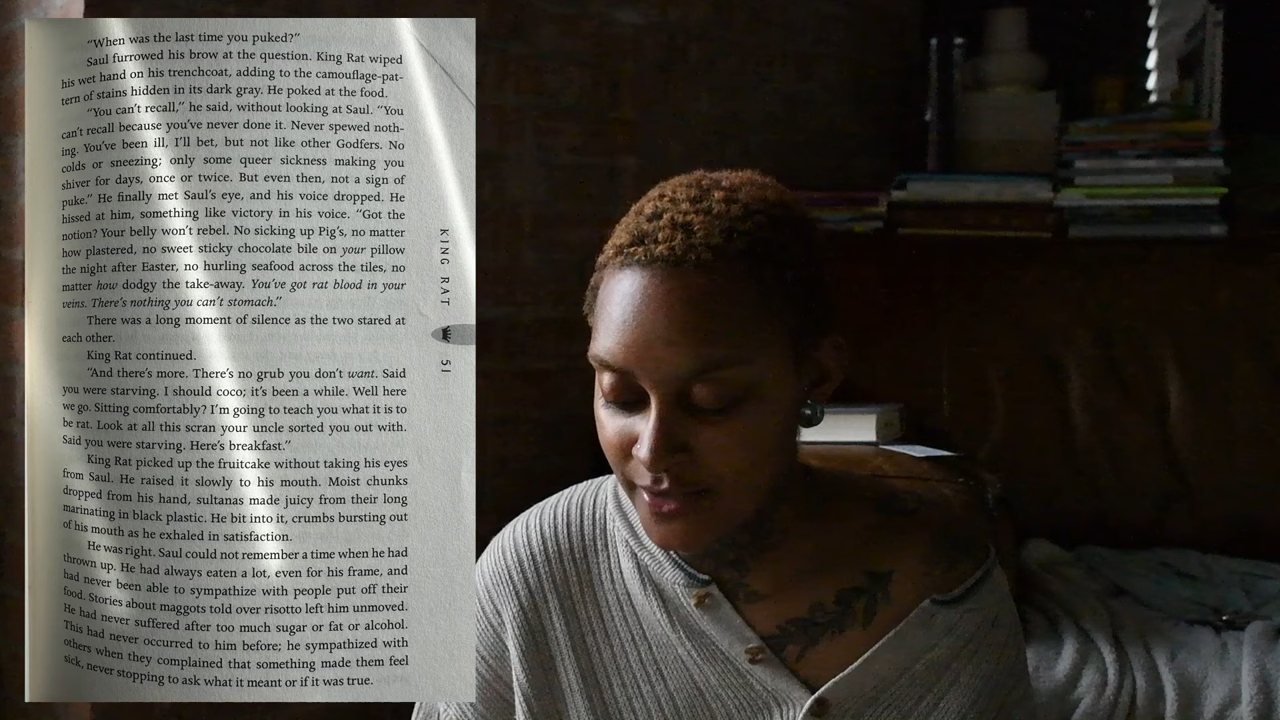 "When was the last time you puked?"
Saul furrowed his brow at the question. King Rat wiped
his wet hand on his trenchcoat, adding to the camouflage-pat-
tern of stains hidden in its dark gray. He poked at the food.
"You can't recall," he said, without looking at Saul. "You
can't recall because you've never done it. Never spewed noth-
ing. You've been ill, I'll bet, but not like other Godfers. No
colds or sneezing; only some queer sickness making you
shiver for days, once or twice. But even then, not a sign of
puke." He finally met Saul's eye, and his voice dropped. He
hissed at him, something like victory in his voice. "Got the
notion? Your belly won't rebel. No sicking up Pig's, no matter
how plastered, no sweet sticky chocolate bile on your pillow
the night after Easter, no hurling seafood across the tiles, no
matter how dodgy the take-away. You've got rat blood in your
veins. There's nothing you can't stomach."
There was a long moment of silence as the two stared at
each other.
King Rat continued.
"And there's more. There's no grub you don't want. Said
you were starving. I should coco; it's been a while. Well here
we go. Sitting comfortably? I'm going to teach you what it is to
be rat. Look at all this scran your uncle sorted you out with.
Said you were starving. Here's breakfast."
King Rat picked up the fruitcake without taking his eyes
from Saul. He raised it slowly to his mouth. Moist chunks
dropped from his hand, sultanas made juicy from their long
marinating in black plastic. He bit into it, crumbs bursting out
of his mouth as he exhaled in satisfaction.
He was right. Saul could not remember a time when he had
thrown up. He had always eaten a lot, even for his frame, and
had never been able to sympathize with people put off their
food. Stories about maggots told over risotto left him unmoved.
He had never suffered after too much sugar or fat or alcohol.
This had never occurred to him before; he sympathized with
others when they complained that something made them feel
sick, never stopping to ask what it meant or if it was true.
KING RAT
51